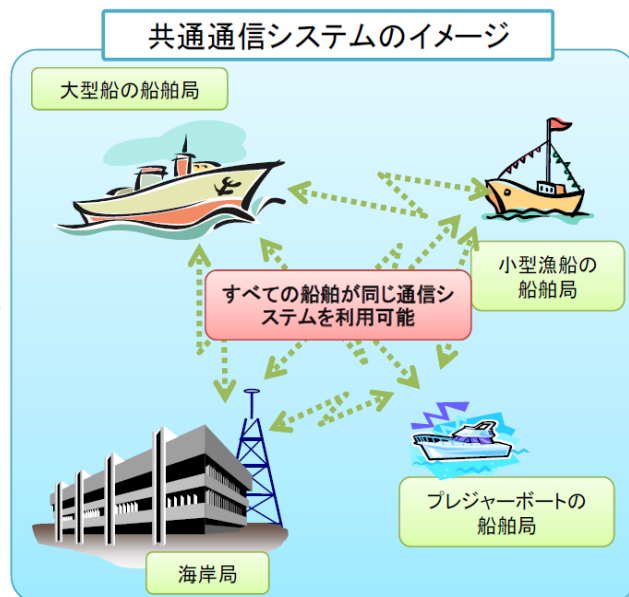 共通通信システムのイメージ
大型船の船舶局
小型漁船の
船舶局
すべての船舶が同じ通信シ
ステムを利用可能
プレジャーボートの
船舶局
海岸局